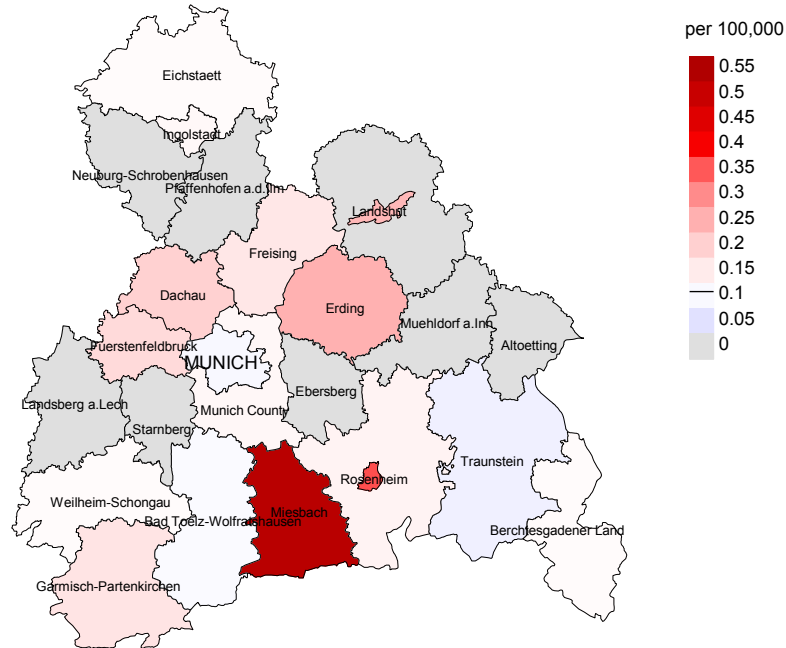 per 100,000
0.55
0.5
0.45
0.4
0.35
0.3
0.25
0.2
0.15
0.1
0.05
0
Eichstaett
Ingolstadt
Neuburg-Schrobenhausen
Pfaffenhofen a.d.Ilm
Landshut
Freising
Dachau
Erding
Muehldorf a.Inn
Altoetting
Fuerstenfeldbruck
MUNICH
Ebersberg
Landsberg a.Lech
Munich County
Starnberg
Traunstein
Rosenheim
Weilheim-Schongau
Miesbach
Bad Toelz-Wolfratshausen
Berchtesgadener Land
Garmisch-Partenkirchen